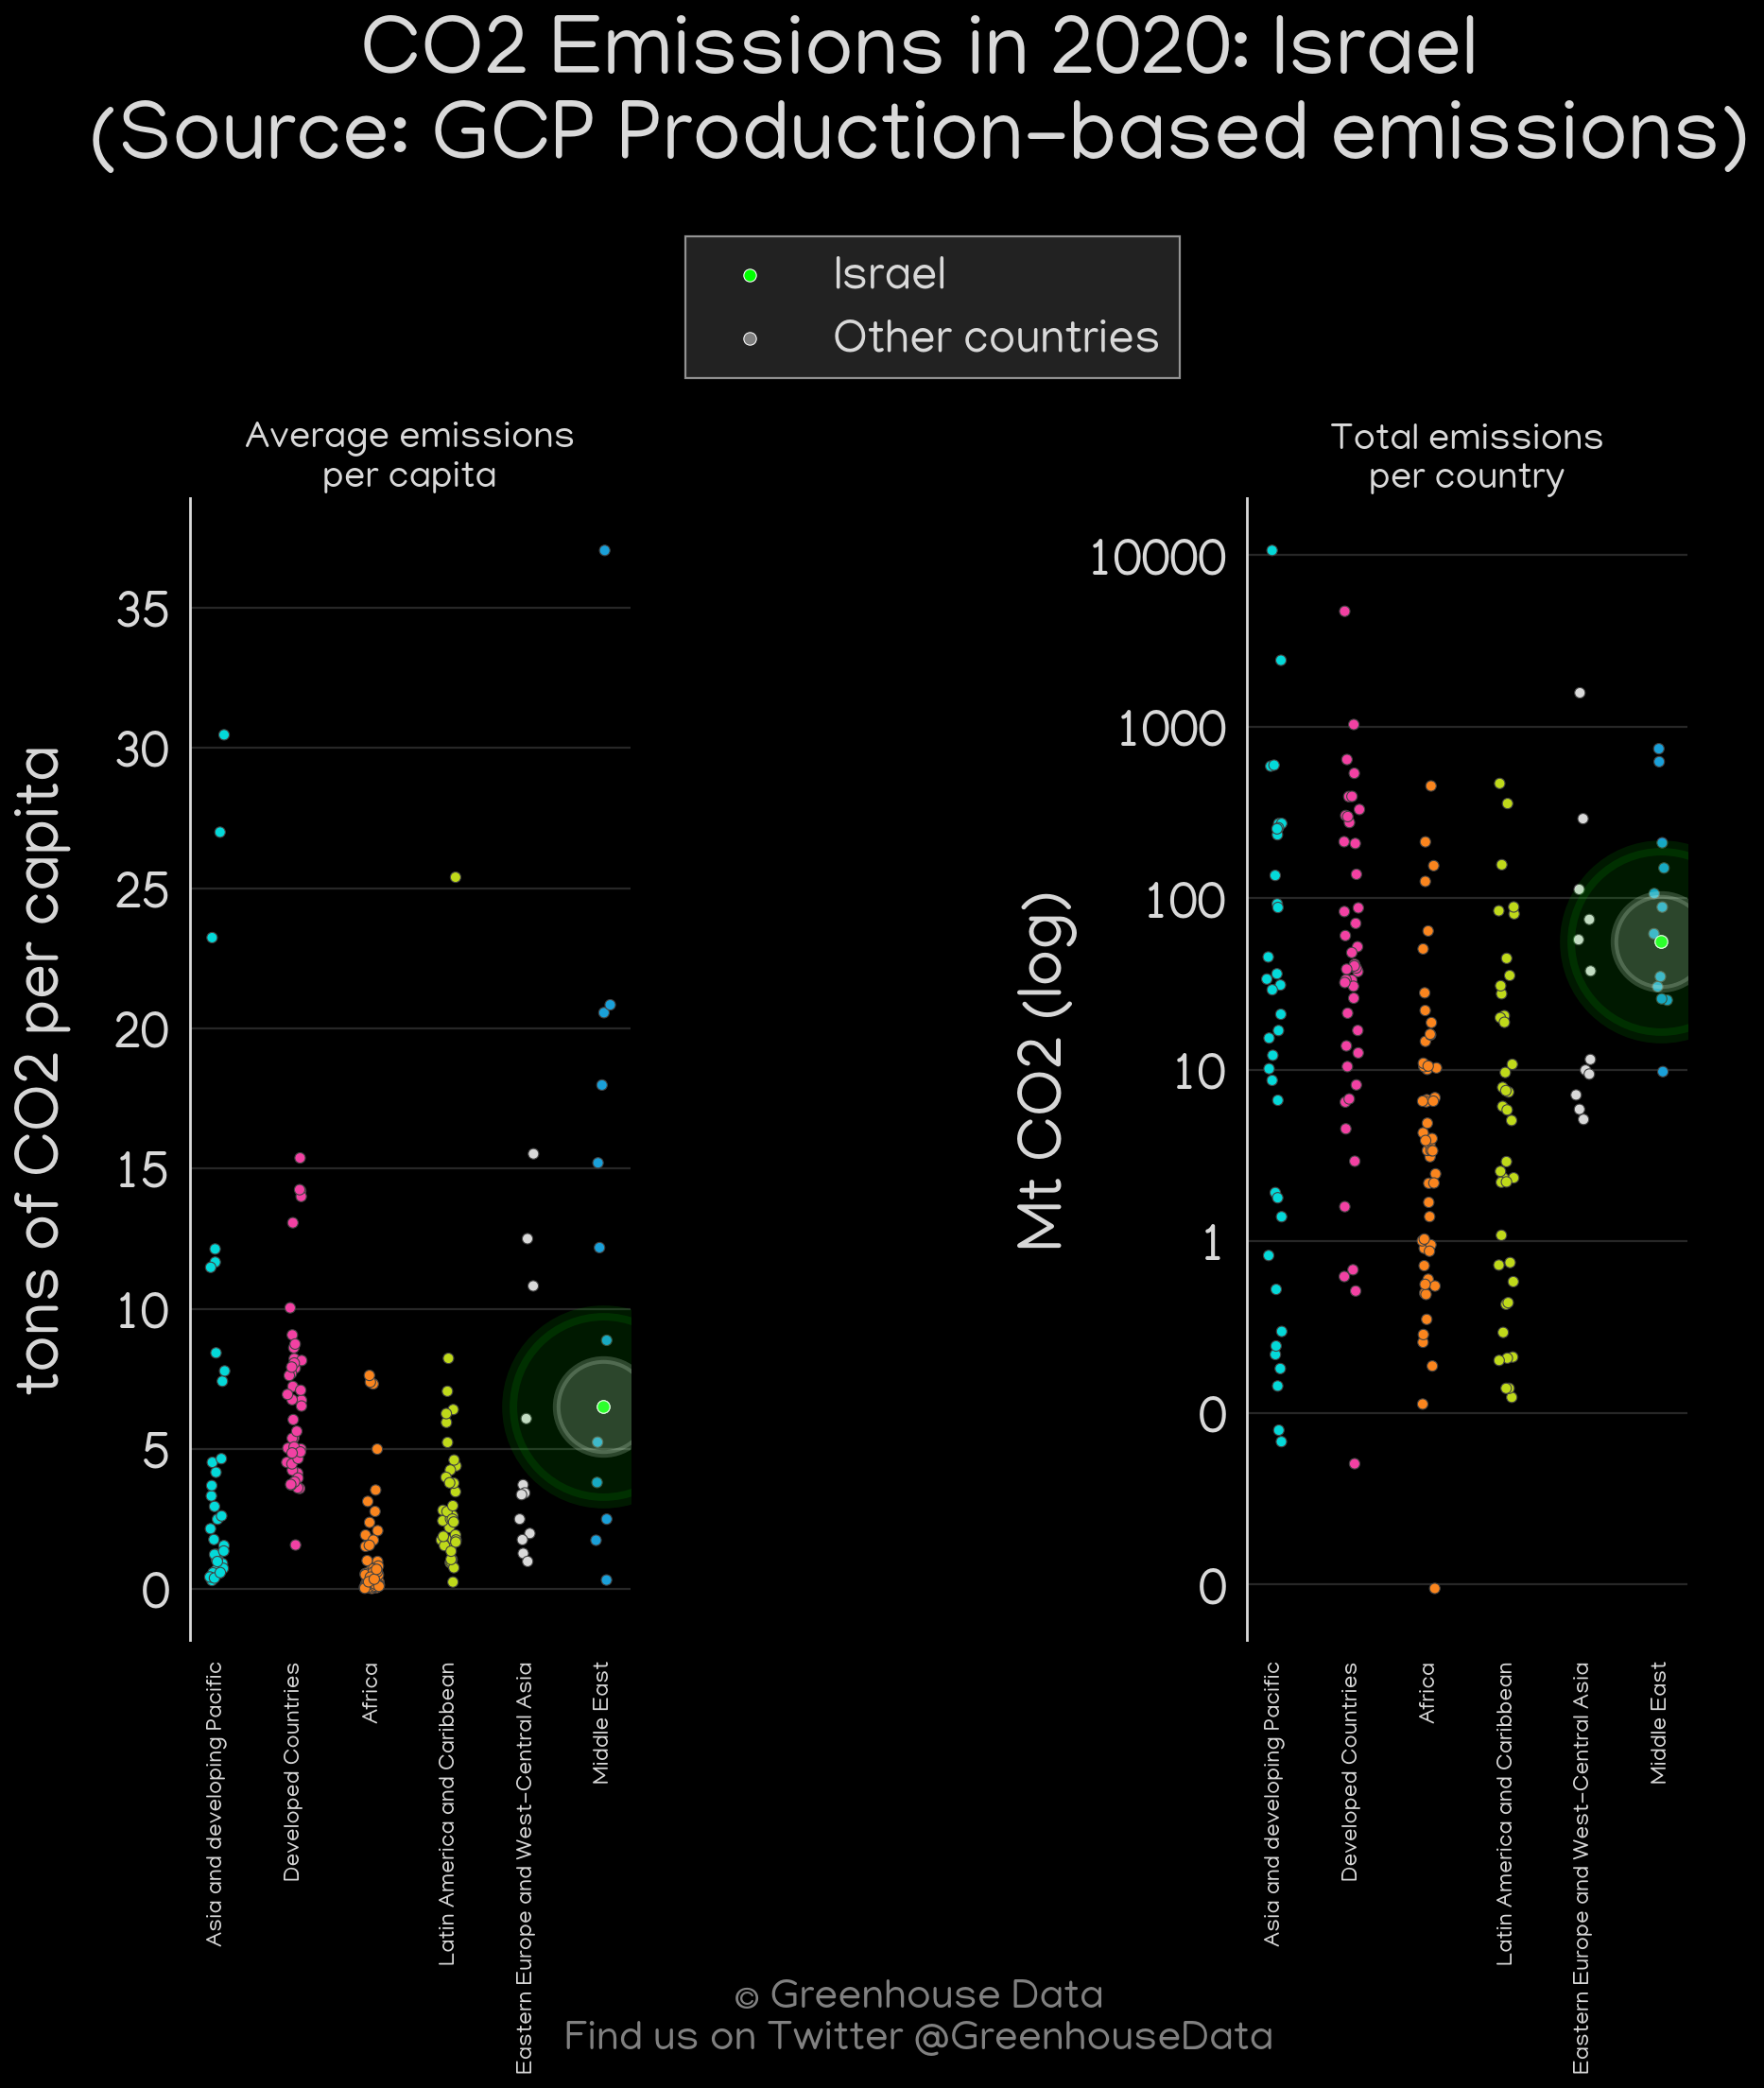 CO2 Emissions in 2020: Israel
(Source: GCP Production-based emissions)
Israel
Other countries
Average emissions
per capita
tons of CO2 per capita
35
30
25
20
15
10
5
0
Asia and developing Pacific
Developed Countries
Africa
Latin America and Caribbean
Eastern Europe and West-Central Asia
Middle East
Total emissions
per country
Mt CO2 (log)
10000
1000
100
10
1
0
0
Asia and developing Pacific
Developed Countries
Africa
Latin America and Caribbean
Eastern Europe and West-Central Asia
Middle East
© Greenhouse Data
Find us on Twitter @GreenhouseData